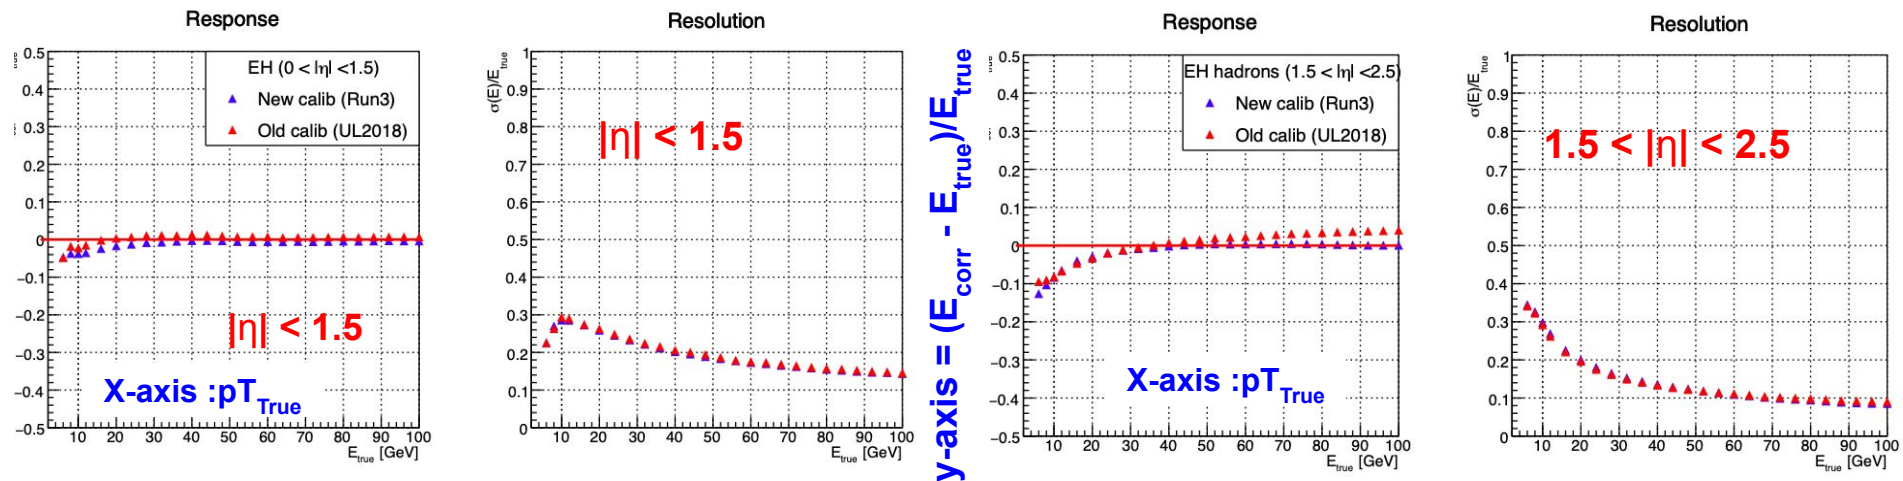 Response
0.5
0.4
0.3
0.2
0.1
0
−0.1
−0.2
−0.3
−0.4
−0.5
EH (0 < |η| <1.5)
New calib (Run3)
Old calib (UL2018)
|η| < 1.5
X-axis :pT_True
10 20 30 40 50 60 70 80 90 100
E_true [GeV]
Resolution
σ(E)/E_true
1
0.9
0.8
0.7
0.6
0.5
0.4
0.3
0.2
0.1
0
|η| < 1.5
10 20 30 40 50 60 70 80 90 100
E_true [GeV]
y-axis = (E_corr - E_true)/E_true
Response
0.5
0.4
0.3
0.2
0.1
0
−0.1
−0.2
−0.3
−0.4
−0.5
EH hadrons (1.5 < |η| <2.5)
New calib (Run3)
Old calib (UL2018)
X-axis :pT_True
10 20 30 40 50 60 70 80 90 100
E_true [GeV]
Resolution
σ(E)/E_true
1
0.9
0.8
0.7
0.6
0.5
0.4
0.3
0.2
0.1
0
1.5 < |η| < 2.5
10 20 30 40 50 60 70 80 90 100
E_true [GeV]